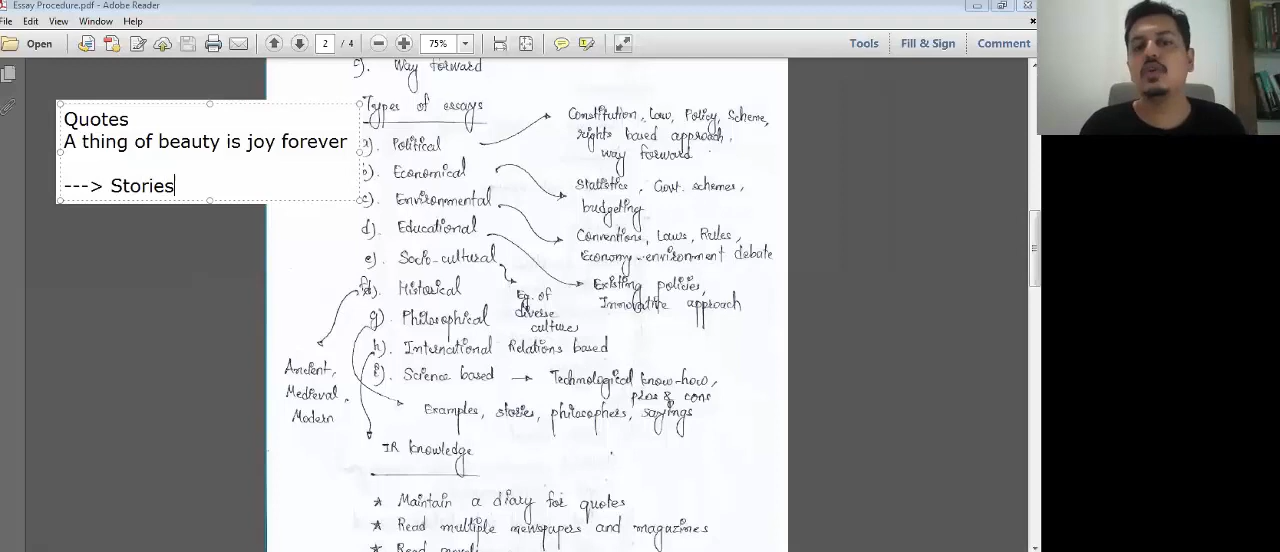 Essay Procedure.pdf - Adobe Reader
File Edit View Window Help
Open 2 / 4 75% Tools Fill & Sign Comment
5). Way forward
Types of essays
Quotes
A thing of beauty is joy forever
---> Stories
a). Political
Constitution, Law, Policy, Scheme,
rights based approach,
way forward
b). Economical
Statistics, Govt. schemes,
budgeting
c). Environmental
Conventions, Laws, Rules,
Economy-environment debate
d). Educational
Existing policies,
Innovative approach
e). Socio-cultural
Eg. of
diverse
culture
Historical
Ancient,
Medieval,
Modern
g). Philosophical
h). International Relations based
i). Science based → Technological know-how,
pros & cons
Examples, stories, philosophers, sayings
IR knowledge
* Maintain a diary for quotes
* Read multiple newspapers and magazines
* Read